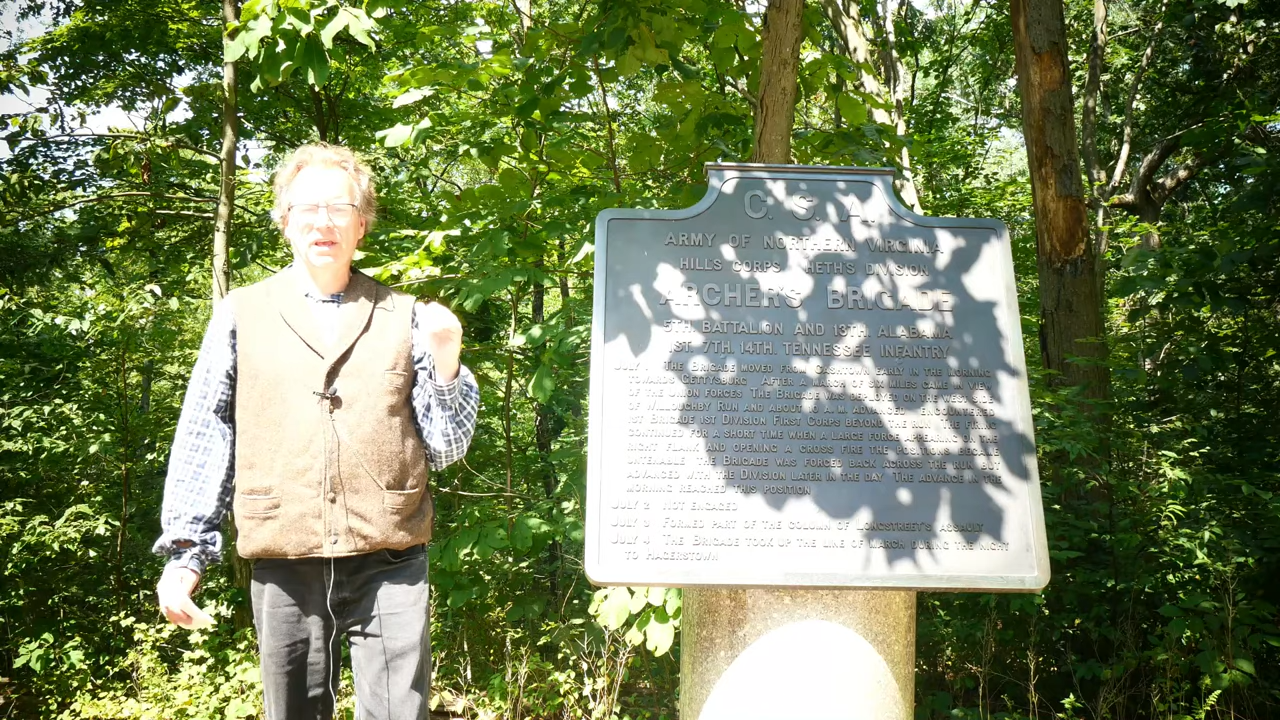 C. S. A.
ARMY OF NORTHERN VIRGINIA
HILLS CORPS HETH'S DIVISION
ARCHER'S BRIGADE
5TH. BATTALION AND 13TH. ALABAMA
1ST. 7TH. 14TH. TENNESSEE INFANTRY
JULY 1 THE BRIGADE MOVED FROM CASHTOWN EARLY IN THE MORNING
TOWARDS GETTYSBURG AFTER A MARCH OF SIX MILES CAME IN VIEW
OF THE UNION FORCES THE BRIGADE WAS DEPLOYED ON THE WEST SIDE
OF WILLOUGHBY RUN AND ABOUT 10 A. M. ADVANCED ENCOUNTERED
1ST BRIGADE 1ST DIVISION FIRST CORPS BEYOND THE RUN THE FIRING
CONTINUED FOR A SHORT TIME WHEN A LARGE FORCE APPEARING ON THE
RIGHT FLANK AND OPENING A CROSS FIRE THE POSITIONS BECAME
UNTENABLE THE BRIGADE WAS FORCED BACK ACROSS THE RUN BUT
ADVANCED WITH THE DIVISION LATER IN THE DAY THE ADVANCE IN THE
MORNING REACHED THIS POSITION
JULY 2 NOT ENGAGED
JULY 3 FORMED PART OF THE COLUMN OF LONGSTREET'S ASSAULT
JULY 4 THE BRIGADE TOOK UP THE LINE OF MARCH DURING THE NIGHT
TO HAGERSTOWN